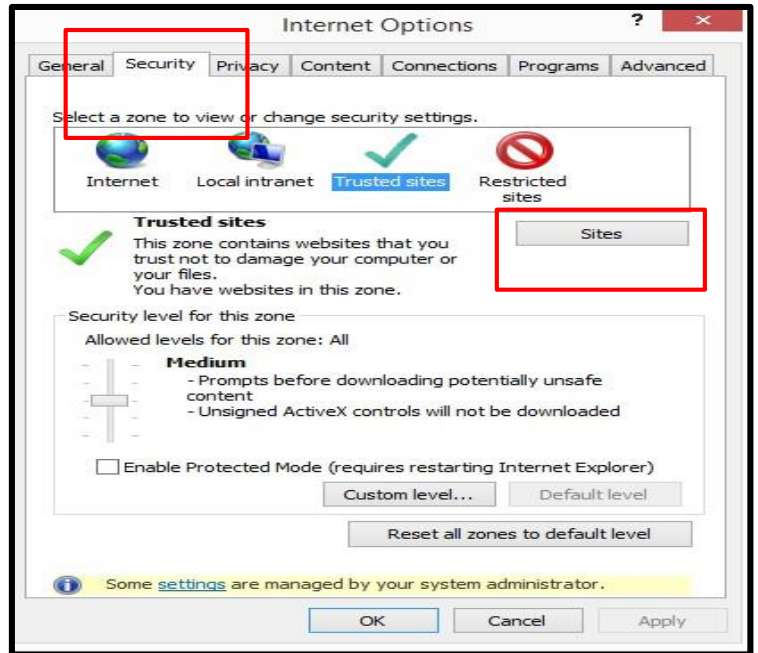 Internet Options
?
×
General Security Privacy Content Connections Programs Advanced
Select a zone to view or change security settings.
Internet Local intranet Trusted sites Restricted
sites
Trusted sites
Sites
This zone contains websites that you
trust not to damage your computer or
your files.
You have websites in this zone.
Security level for this zone
Allowed levels for this zone: All
Medium
- Prompts before downloading potentially unsafe
content
- Unsigned ActiveX controls will not be downloaded
Enable Protected Mode (requires restarting Internet Explorer)
Custom level... Default level
Reset all zones to default level
Some settings are managed by your system administrator.
OK Cancel Apply